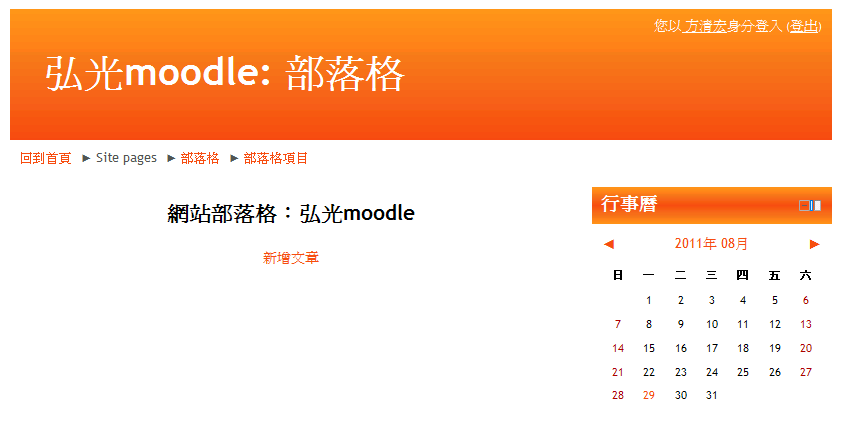 您以 方清宏身分登入 (登出)
弘光moodle: 部落格
回到首頁 ► Site pages ► 部落格 ► 部落格項目
網站部落格：弘光moodle
新增文章
行事曆
◄ 2011年 08月 ►
日 一 二 三 四 五 六
1 2 3 4 5 6
7 8 9 10 11 12 13
14 15 16 17 18 19 20
21 22 23 24 25 26 27
28 29 30 31